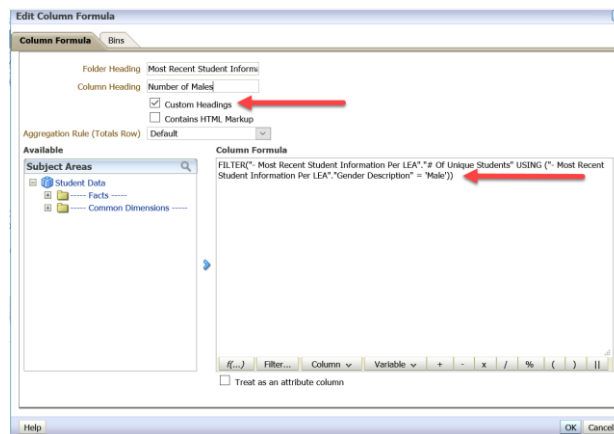 Edit Column Formula
Column Formula Bins
Folder Heading Most Recent Student Informa
Column Heading Number of Males
Custom Headings
Contains HTML Markup
Aggregation Rule (Totals Row) Default
Available Column Formula
Subject Areas
Student Data
----- Facts -----
----- Common Dimensions -----
FILTER("- Most Recent Student Information Per LEA"."# Of Unique Students" USING ("- Most Recent
Student Information Per LEA"."Gender Description" = 'Male'))
f(...) Filter... Column Variable + - x / % ( ) ||
Treat as an attribute column
Help OK Cancel